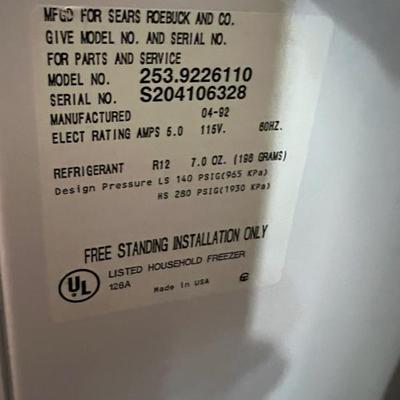 MFGD FOR SEARS ROEBUCK AND CO.
GIVE MODEL NO. AND SERIAL NO.
FOR PARTS AND SERVICE
MODEL NO. 253.9226110
SERIAL NO. S204106328
MANUFACTURED 04-92
ELECT RATING AMPS 5.0 115V. 60HZ.
REFRIGERANT R12 7.0 OZ. (198 GRAMS)
Design Pressure LS 140 PSIG(965 KPa)
HS 280 PSIG(1930 KPa)
FREE STANDING INSTALLATION ONLY
UL LISTED HOUSEHOLD FREEZER
126A Made in USA